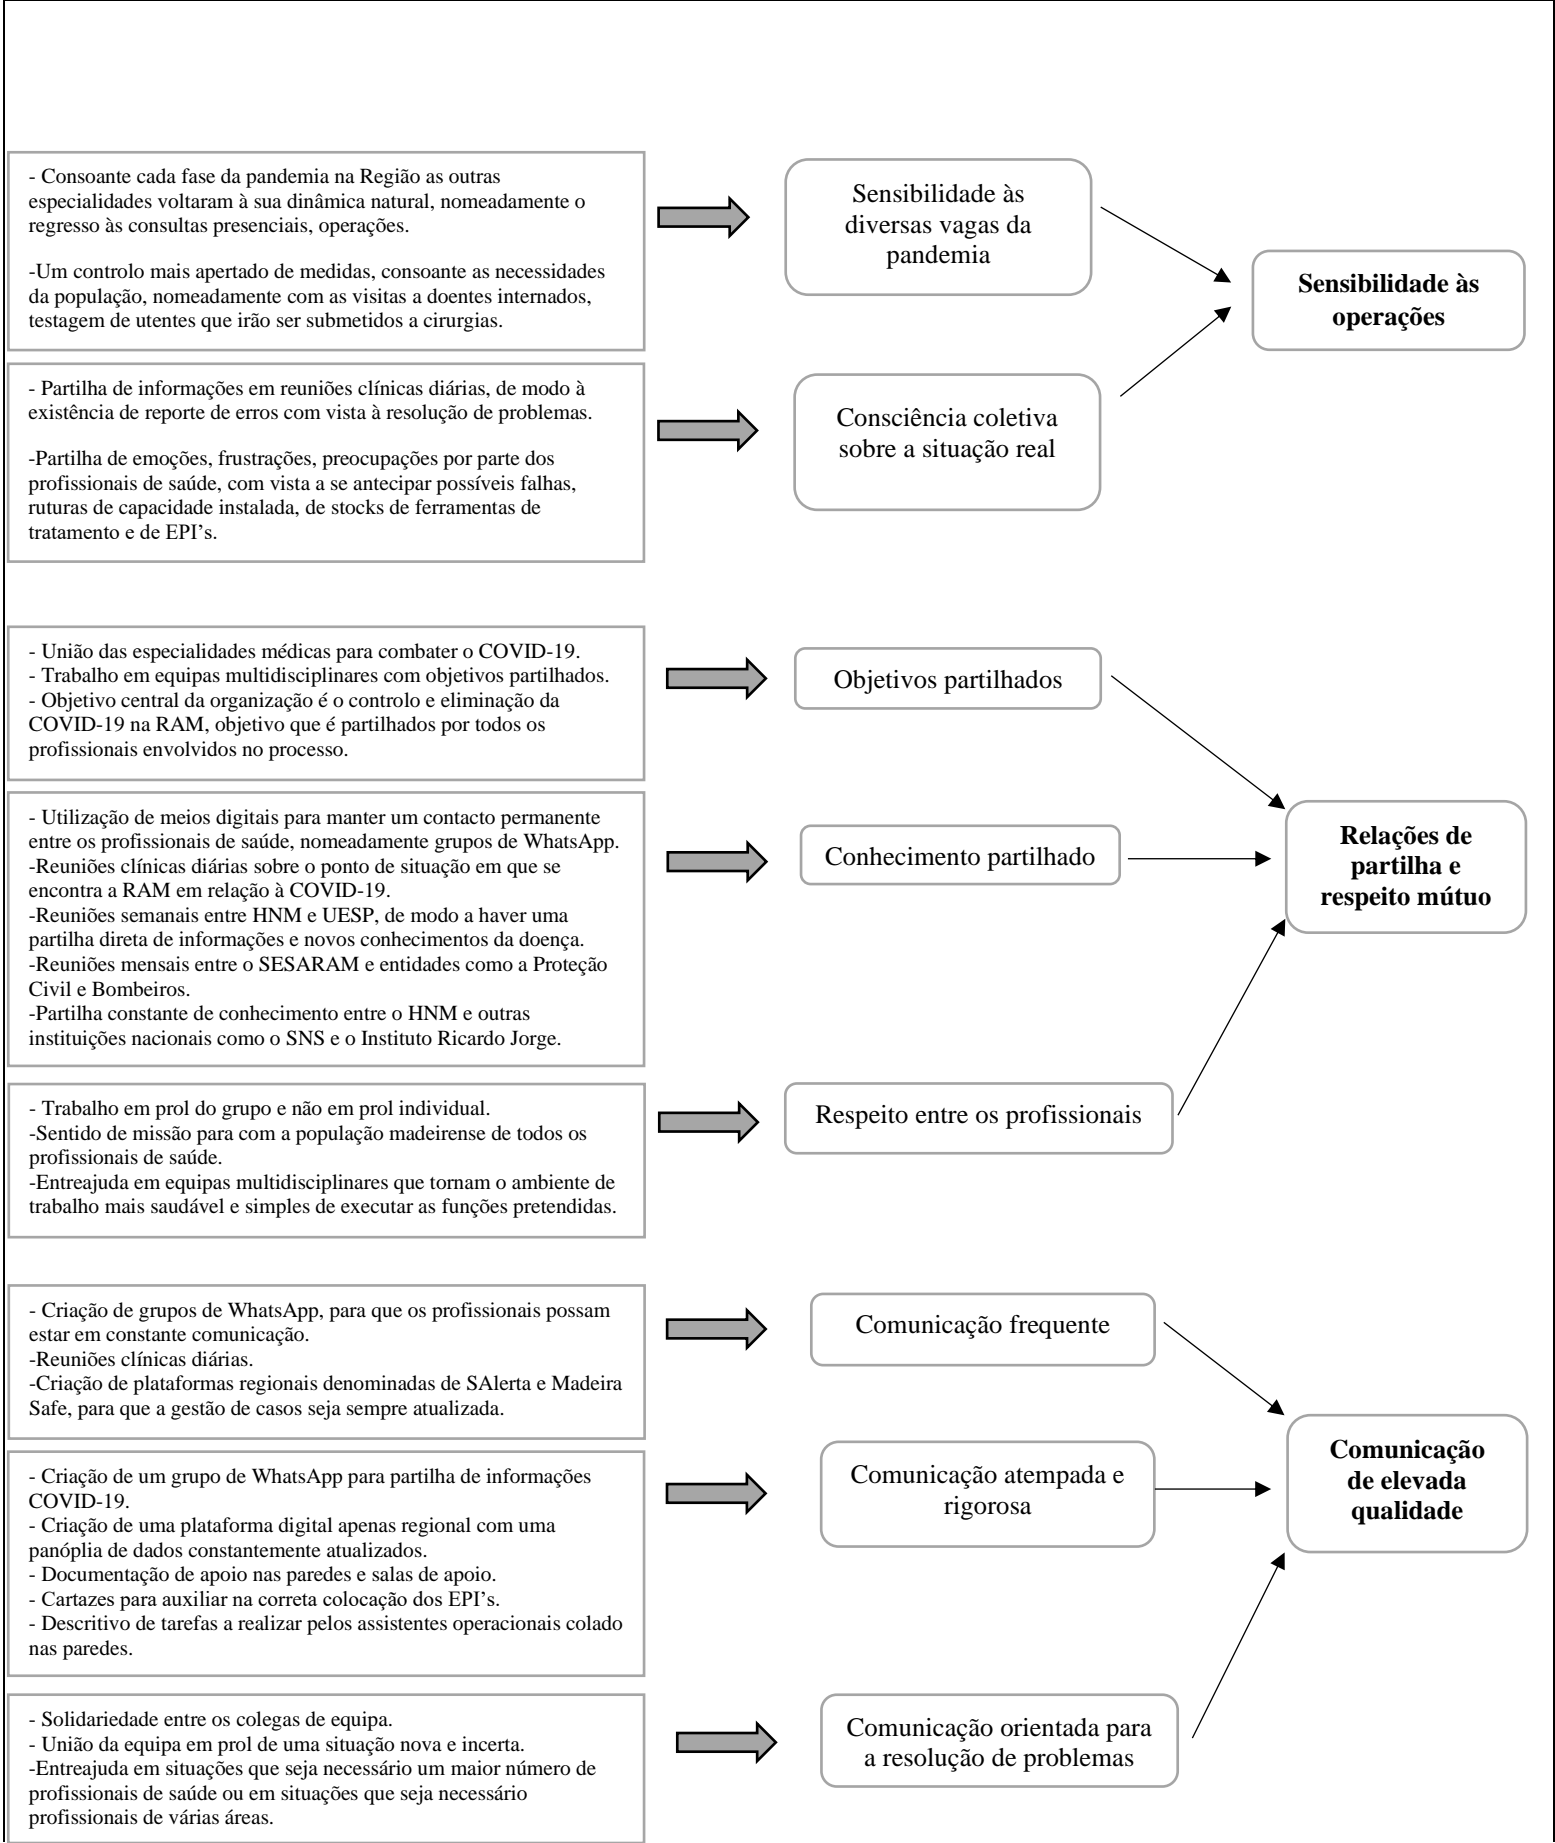 - Consoante cada fase da pandemia na Região as outras
especialidades voltaram à sua dinâmica natural, nomeadamente o
regresso às consultas presenciais, operações.
-Um controlo mais apertado de medidas, consoante as necessidades
da população, nomeadamente com as visitas a doentes internados,
testagem de utentes que irão ser submetidos a cirurgias.
Sensibilidade às
diversas vagas da
pandemia
Sensibilidade às
operações
- Partilha de informações em reuniões clínicas diárias, de modo à
existência de reporte de erros com vista à resolução de problemas.
-Partilha de emoções, frustrações, preocupações por parte dos
profissionais de saúde, com vista a se antecipar possíveis falhas,
ruturas de capacidade instalada, de stocks de ferramentas de
tratamento e de EPI’s.
Consciência coletiva
sobre a situação real
- União das especialidades médicas para combater o COVID-19.
- Trabalho em equipas multidisciplinares com objetivos partilhados.
- Objetivo central da organização é o controlo e eliminação da
COVID-19 na RAM, objetivo que é partilhados por todos os
profissionais envolvidos no processo.
Objetivos partilhados
- Utilização de meios digitais para manter um contacto permanente
entre os profissionais de saúde, nomeadamente grupos de WhatsApp.
-Reuniões clínicas diárias sobre o ponto de situação em que se
encontra a RAM em relação à COVID-19.
-Reuniões semanais entre HNM e UESP, de modo a haver uma
partilha direta de informações e novos conhecimentos da doença.
-Reuniões mensais entre o SESARAM e entidades como a Proteção
Civil e Bombeiros.
-Partilha constante de conhecimento entre o HNM e outras
instituições nacionais como o SNS e o Instituto Ricardo Jorge.
Conhecimento partilhado
Relações de
partilha e
respeito mútuo
- Trabalho em prol do grupo e não em prol individual.
-Sentido de missão para com a população madeirense de todos os
profissionais de saúde.
-Entreajuda em equipas multidisciplinares que tornam o ambiente de
trabalho mais saudável e simples de executar as funções pretendidas.
Respeito entre os profissionais
- Criação de grupos de WhatsApp, para que os profissionais possam
estar em constante comunicação.
-Reuniões clínicas diárias.
-Criação de plataformas regionais denominadas de SAlerta e Madeira
Safe, para que a gestão de casos seja sempre atualizada.
Comunicação frequente
- Criação de um grupo de WhatsApp para partilha de informações
COVID-19.
- Criação de uma plataforma digital apenas regional com uma
panóplia de dados constantemente atualizados.
- Documentação de apoio nas paredes e salas de apoio.
- Cartazes para auxiliar na correta colocação dos EPI’s.
- Descritivo de tarefas a realizar pelos assistentes operacionais colado
nas paredes.
Comunicação atempada e
rigorosa
Comunicação
de elevada
qualidade
- Solidariedade entre os colegas de equipa.
- União da equipa em prol de uma situação nova e incerta.
-Entreajuda em situações que seja necessário um maior número de
profissionais de saúde ou em situações que seja necessário
profissionais de várias áreas.
Comunicação orientada para
a resolução de problemas